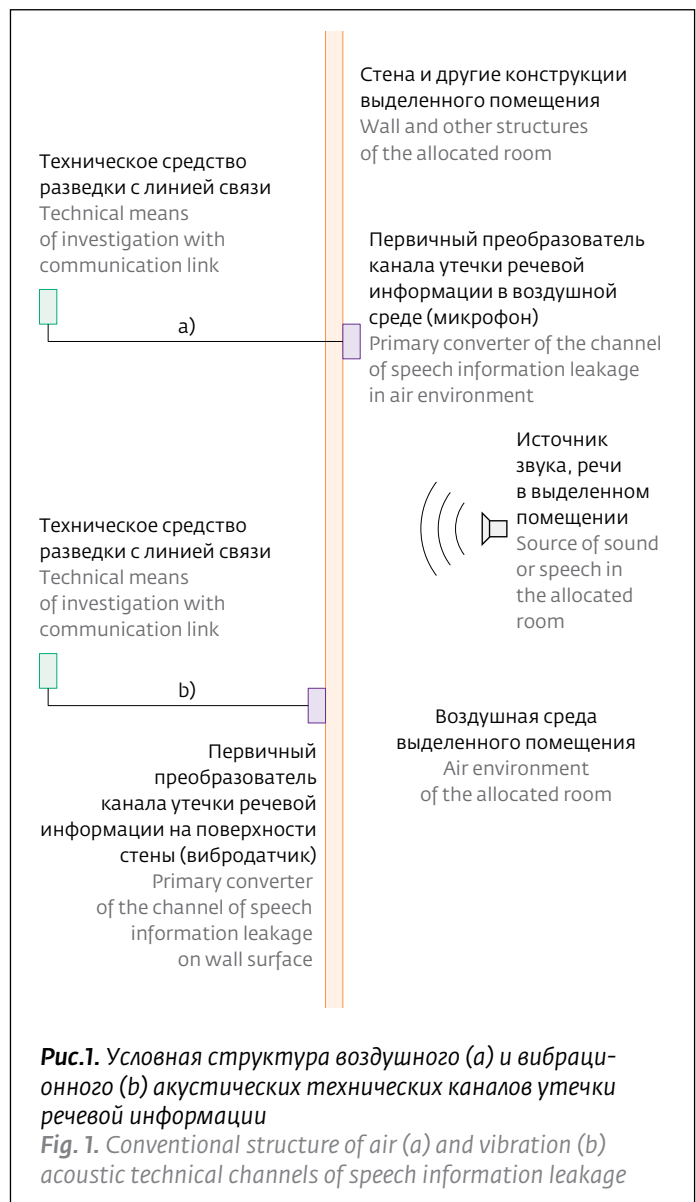 Стена и другие конструкции
выделенного помещения
Wall and other structures
of the allocated room
Техническое средство
разведки с линией связи
Technical means
of investigation with
communication link
a)
Первичный преобразователь
канала утечки речевой
информации в воздушной
среде (микрофон)
Primary converter of the channel
of speech information leakage
in air environment
Источник
звука, речи
в выделенном
помещении
Source of sound
or speech in
the allocated
room
Техническое средство
разведки с линией связи
Technical means
of investigation with
communication link
b)
Первичный
преобразователь
канала утечки речевой
информации на поверхности
стены (вибродатчик)
Primary converter
of the channel of speech
information leakage
on wall surface
Воздушная среда
выделенного помещения
Air environment
of the allocated room
Рис.1. Условная структура воздушного (a) и вибраци-
онного (b) акустических технических каналов утечки
речевой информации
Fig. 1. Conventional structure of air (a) and vibration (b)
acoustic technical channels of speech information leakage